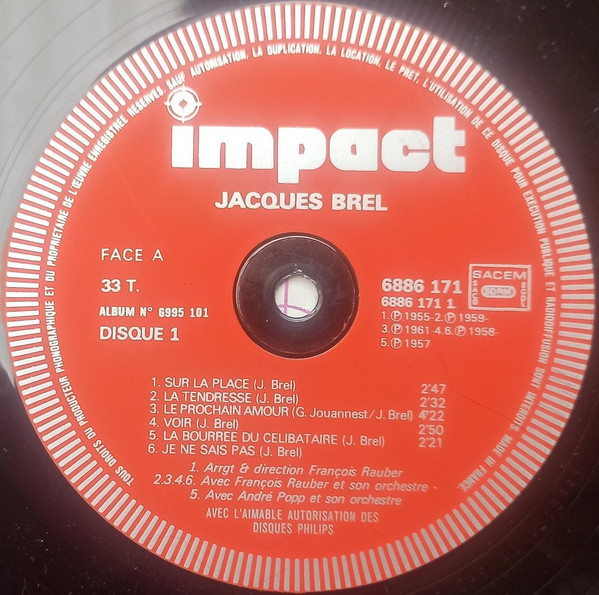 TOUS DROITS DU PRODUCTEUR PHONOGRAPHIQUE ET DU PROPRIETAIRE DE L'ŒUVRE ENREGISTREE RESERVES. SAUF AUTORISATION, LA DUPLICATION, LA LOCATION, LE PRET, L'UTILISATION DE CE DISQUE POUR EXECUTION PUBLIQUE ET RADIODIFFUSION SONT INTERDITS. MADE IN FRANCE.
impact
JACQUES BREL
FACE A
33 T.
ALBUM N° 6995 101
DISQUE 1
6886 171
6886 171 1
SACEM
SDRM
1.Ⓟ1955-2.Ⓟ1959-
3.Ⓟ1961-4.6.Ⓟ1958-
5.Ⓟ1957
1. SUR LA PLACE (J. Brel) 2'47
2. LA TENDRESSE (J. Brel) 2'32
3. LE PROCHAIN AMOUR (G. Jouannest/J. Brel) 4'22
4. VOIR (J. Brel) 2'50
5. LA BOURREE DU CELIBATAIRE (J. Brel) 2'21
6. JE NE SAIS PAS (J. Brel)
1. Arrgt & direction François Rauber
2.3.4.6. Avec François Rauber et son orchestre -
5. Avec André Popp et son orchestre
AVEC L'AIMABLE AUTORISATION DES
DISQUES PHILIPS